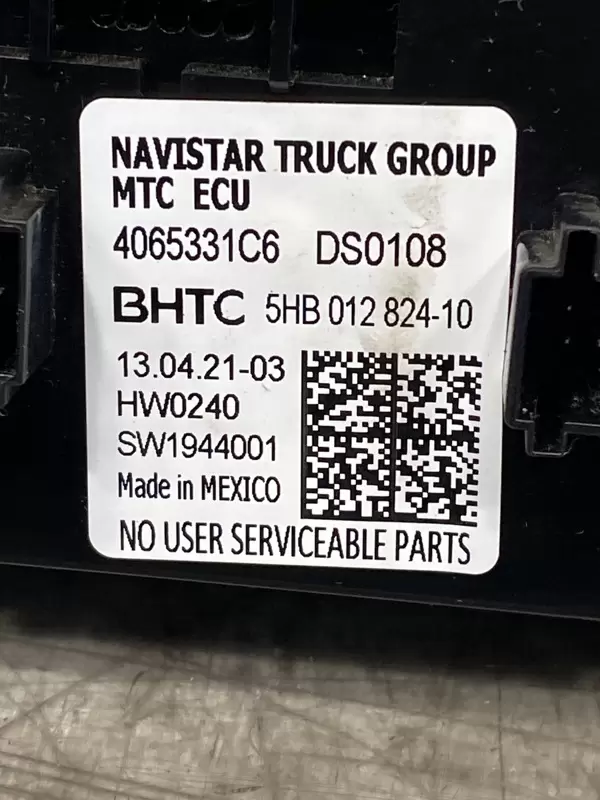 NAVISTAR TRUCK GROUP
MTC ECU
4065331C6 DS0108
BHTC 5HB 012 824-10
13.04.21-03
HW0240
SW1944001
Made in MEXICO
NO USER SERVICEABLE PARTS